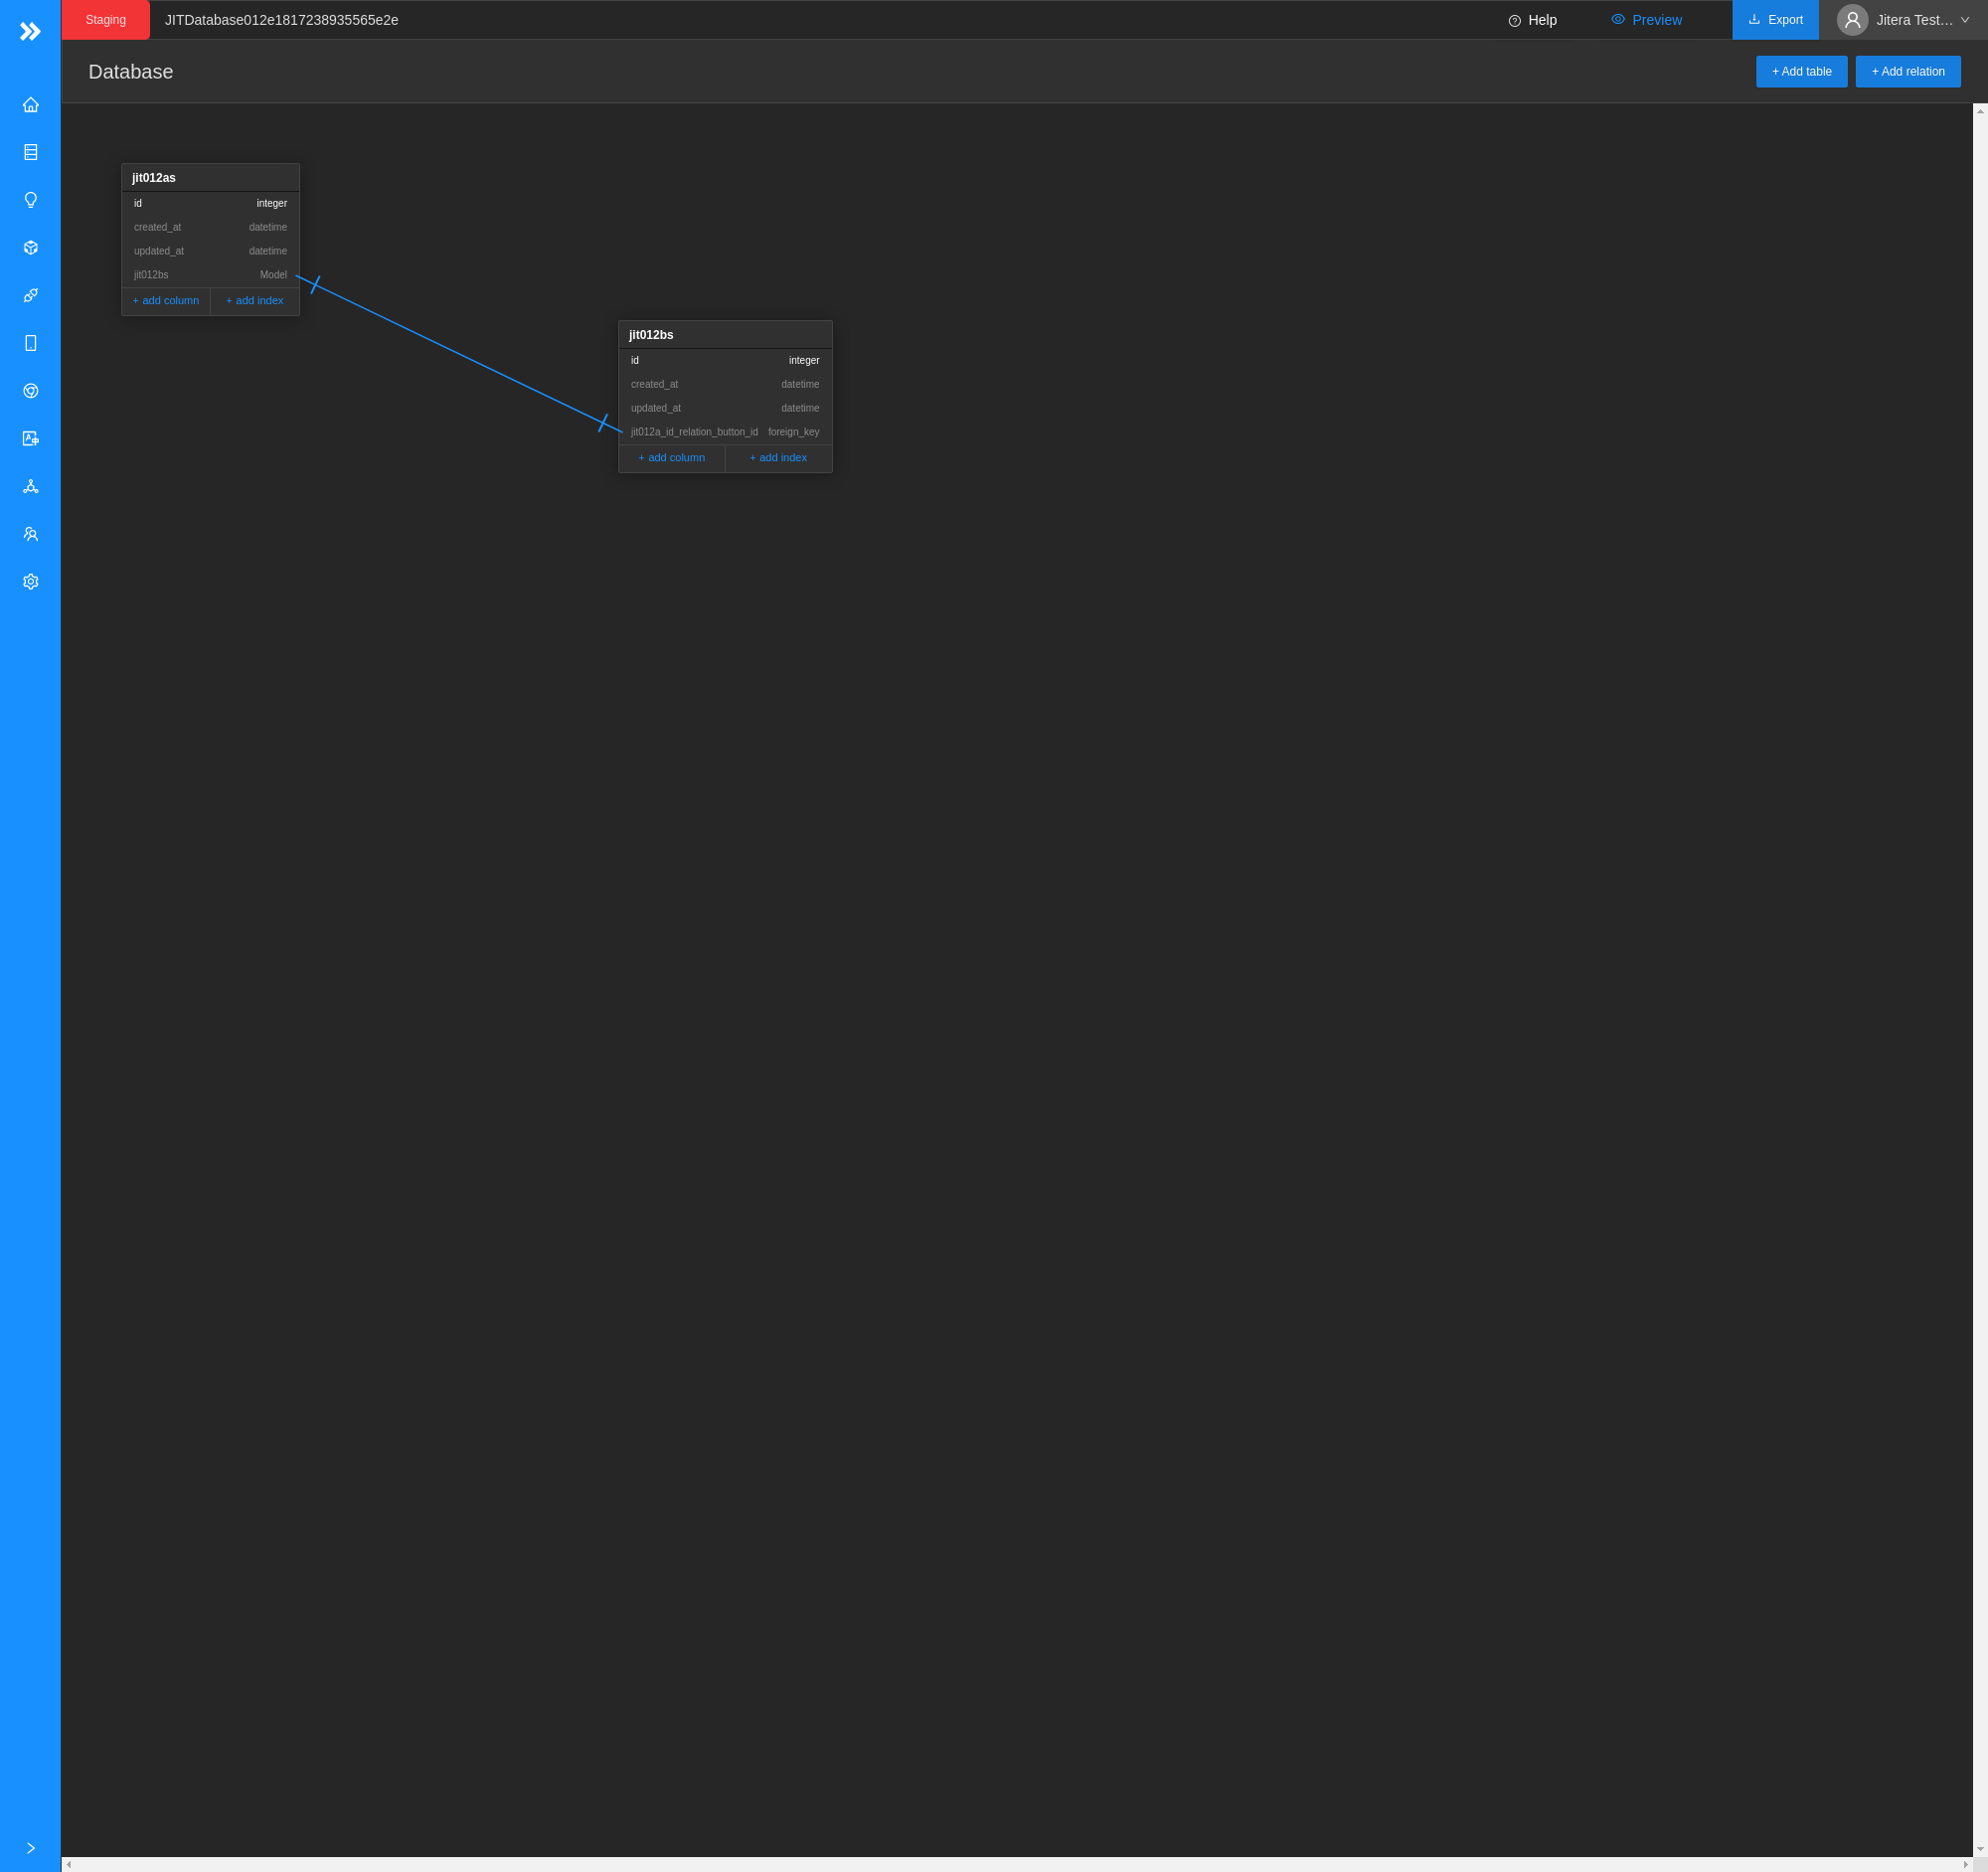 Staging JITDatabase012e1817238935565e2e Help Preview Export Jitera Test...
Database + Add table + Add relation
jit012as
id integer
created_at datetime
updated_at datetime
jit012bs Model
+ add column + add index
jit012bs
id integer
created_at datetime
updated_at datetime
jit012a_id_relation_button_id foreign_key
+ add column + add index